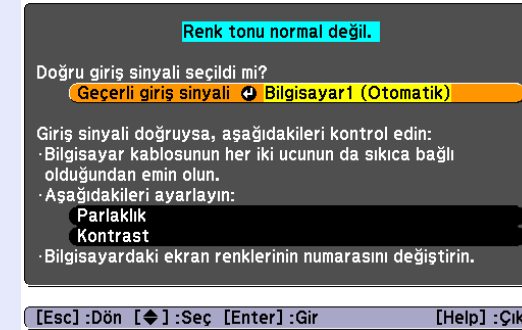 Renk tonu normal değil.
Doğru giriş sinyali seçildi mi?
Geçerli giriş sinyali Bilgisayar1 (Otomatik)
Giriş sinyali doğruysa, aşağıdakileri kontrol edin:
·Bilgisayar kablosunun her iki ucunun da sıkıca bağlı
olduğundan emin olun.
·Aşağıdakileri ayarlayın:
Parlaklık
Kontrast
·Bilgisayardaki ekran renklerinin numarasını değiştirin.
[Esc] :Dön [◆] :Seç [Enter] :Gir [Help] :Çık